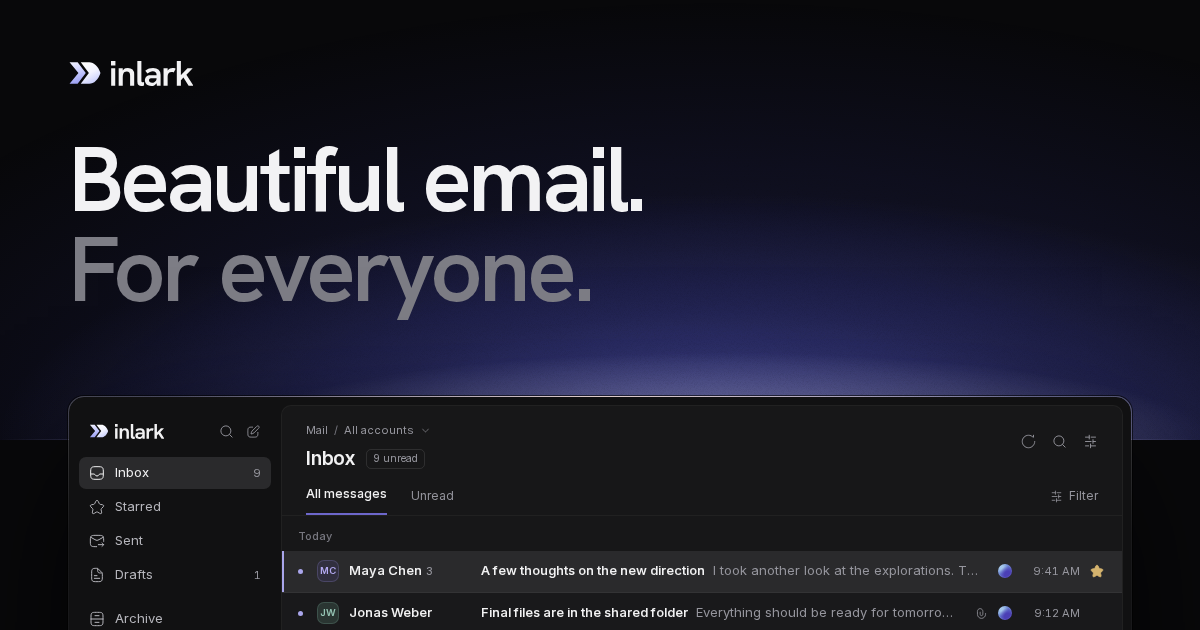 inlark
Beautiful email.
For everyone.
inlark
Inbox 9
Starred
Sent
Drafts 1
Archive
Mail / All accounts
Inbox 9 unread
All messages Unread Filter
Today
MC Maya Chen 3 A few thoughts on the new direction I took another look at the explorations. T… 9:41 AM
JW Jonas Weber Final files are in the shared folder Everything should be ready for tomorro… 9:12 AM